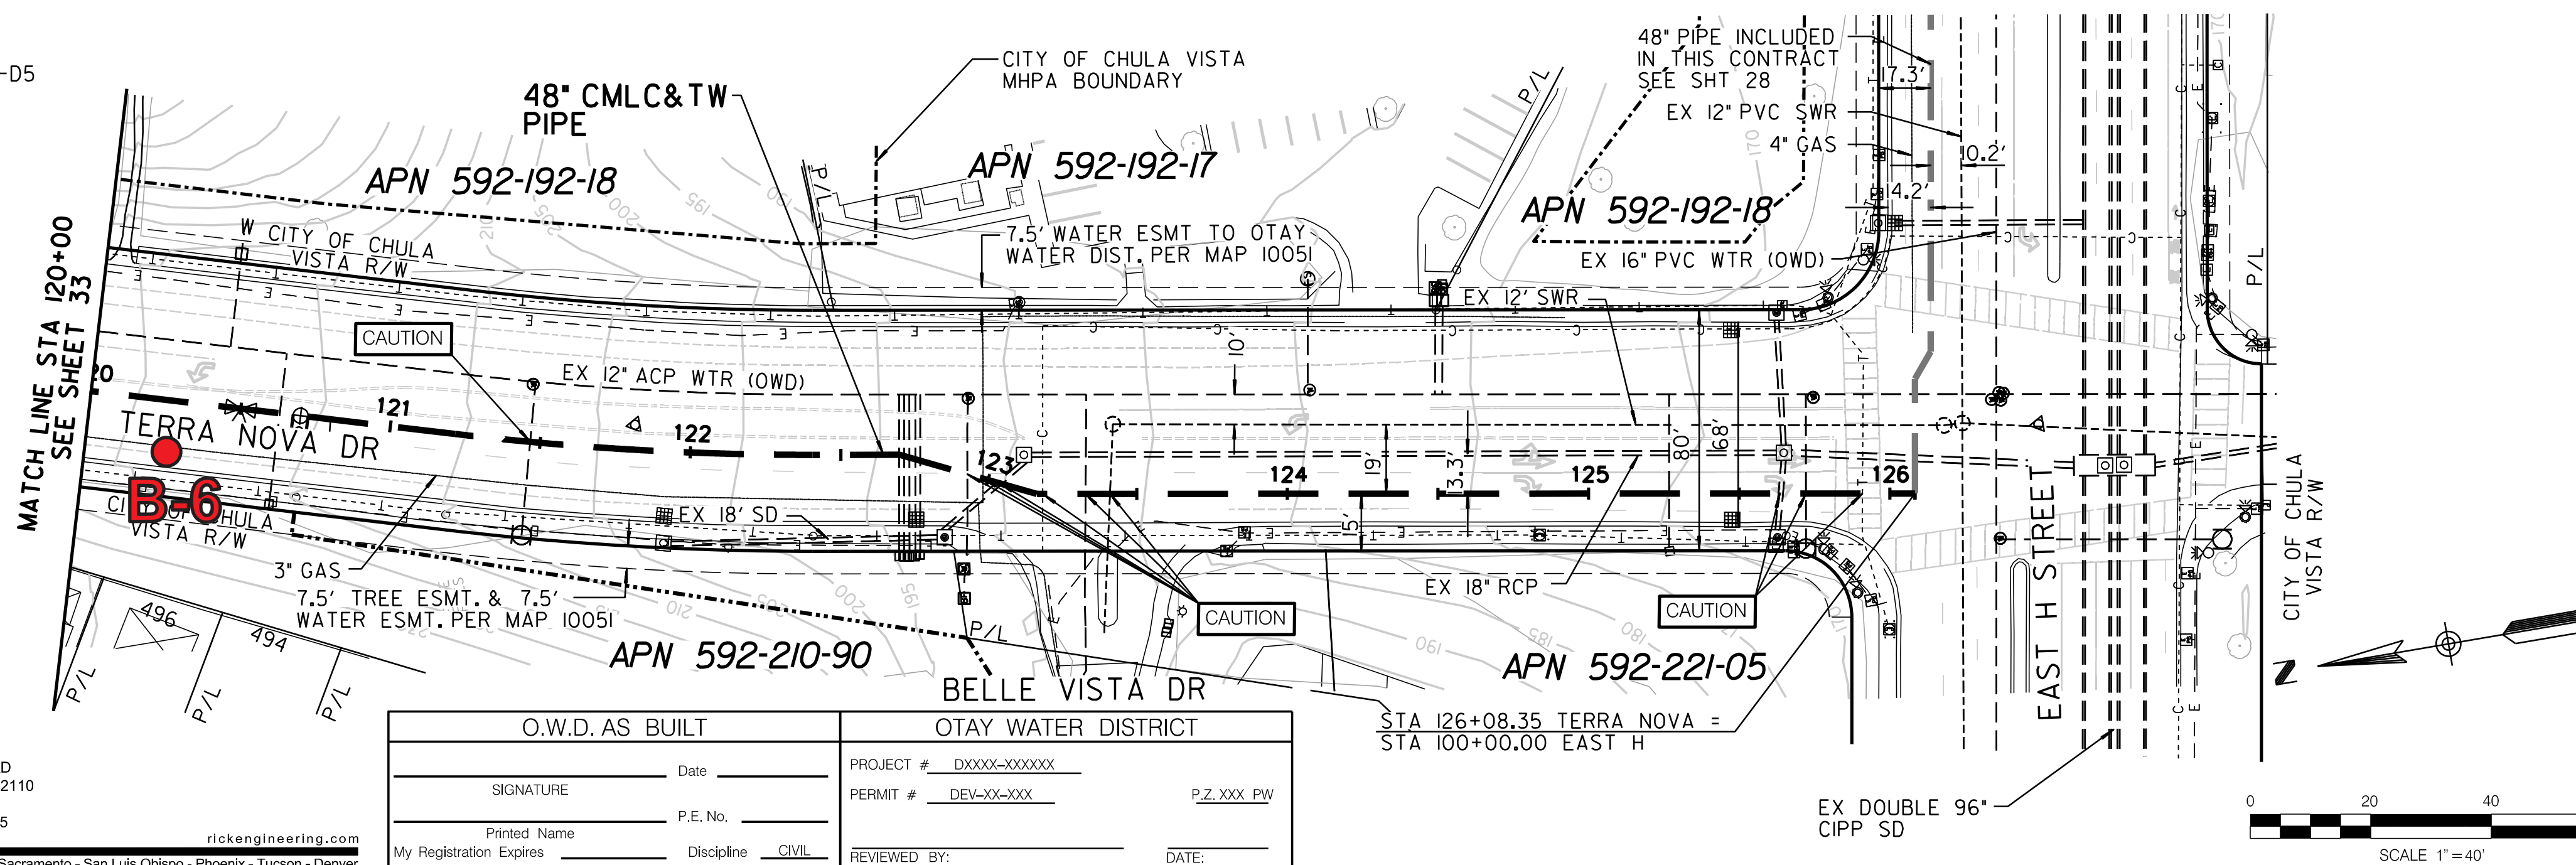 -D5
48" CMLC&TW
PIPE
CITY OF CHULA VISTA
MHPA BOUNDARY
48" PIPE INCLUDED
IN THIS CONTRACT
SEE SHT 28
17.3'
EX 12" PVC SWR
4" GAS
10.2'
14.2'
P/L
170
170
APN 592-192-18
APN 592-192-17
APN 592-192-18
P/L
210
205
200
195
190
W CITY OF CHULA
VISTA R/W
7.5' WATER ESMT TO OTAY
WATER DIST. PER MAP 10051
EX 16" PVC WTR (OWD)
P/L
MATCH LINE STA 120+00
SEE SHEET 33
CAUTION
EX 12" ACP WTR (OWD)
EX 12' SWR
10'
20
121
122
123
124
125
126
TERRA NOVA DR
19'
13.3'
80'
68'
15'
B-6
CITY OF CHULA
VISTA R/W
EX 18' SD
3" GAS
7.5' TREE ESMT. & 7.5'
WATER ESMT. PER MAP 10051
EX 18" RCP
CAUTION
CAUTION
EAST H STREET
CITY OF CHULA
VISTA R/W
496
494
P/L
P/L
P/L
P/L
210
200
195
190
185
180
170
APN 592-210-90
APN 592-221-05
BELLE VISTA DR
STA 126+08.35 TERRA NOVA =
STA 100+00.00 EAST H
EX DOUBLE 96"
CIPP SD
O.W.D. AS BUILT
Date
SIGNATURE
P.E. No.
Printed Name
My Registration Expires
Discipline CIVIL
OTAY WATER DISTRICT
PROJECT # DXXXX-XXXXXX
PERMIT # DEV-XX-XXX
P.Z. XXX PW
REVIEWED BY:
DATE:
D
2110
5
rickengineering.com
Sacramento - San Luis Obispo - Phoenix - Tucson - Denver
0 20 40
SCALE 1"=40'